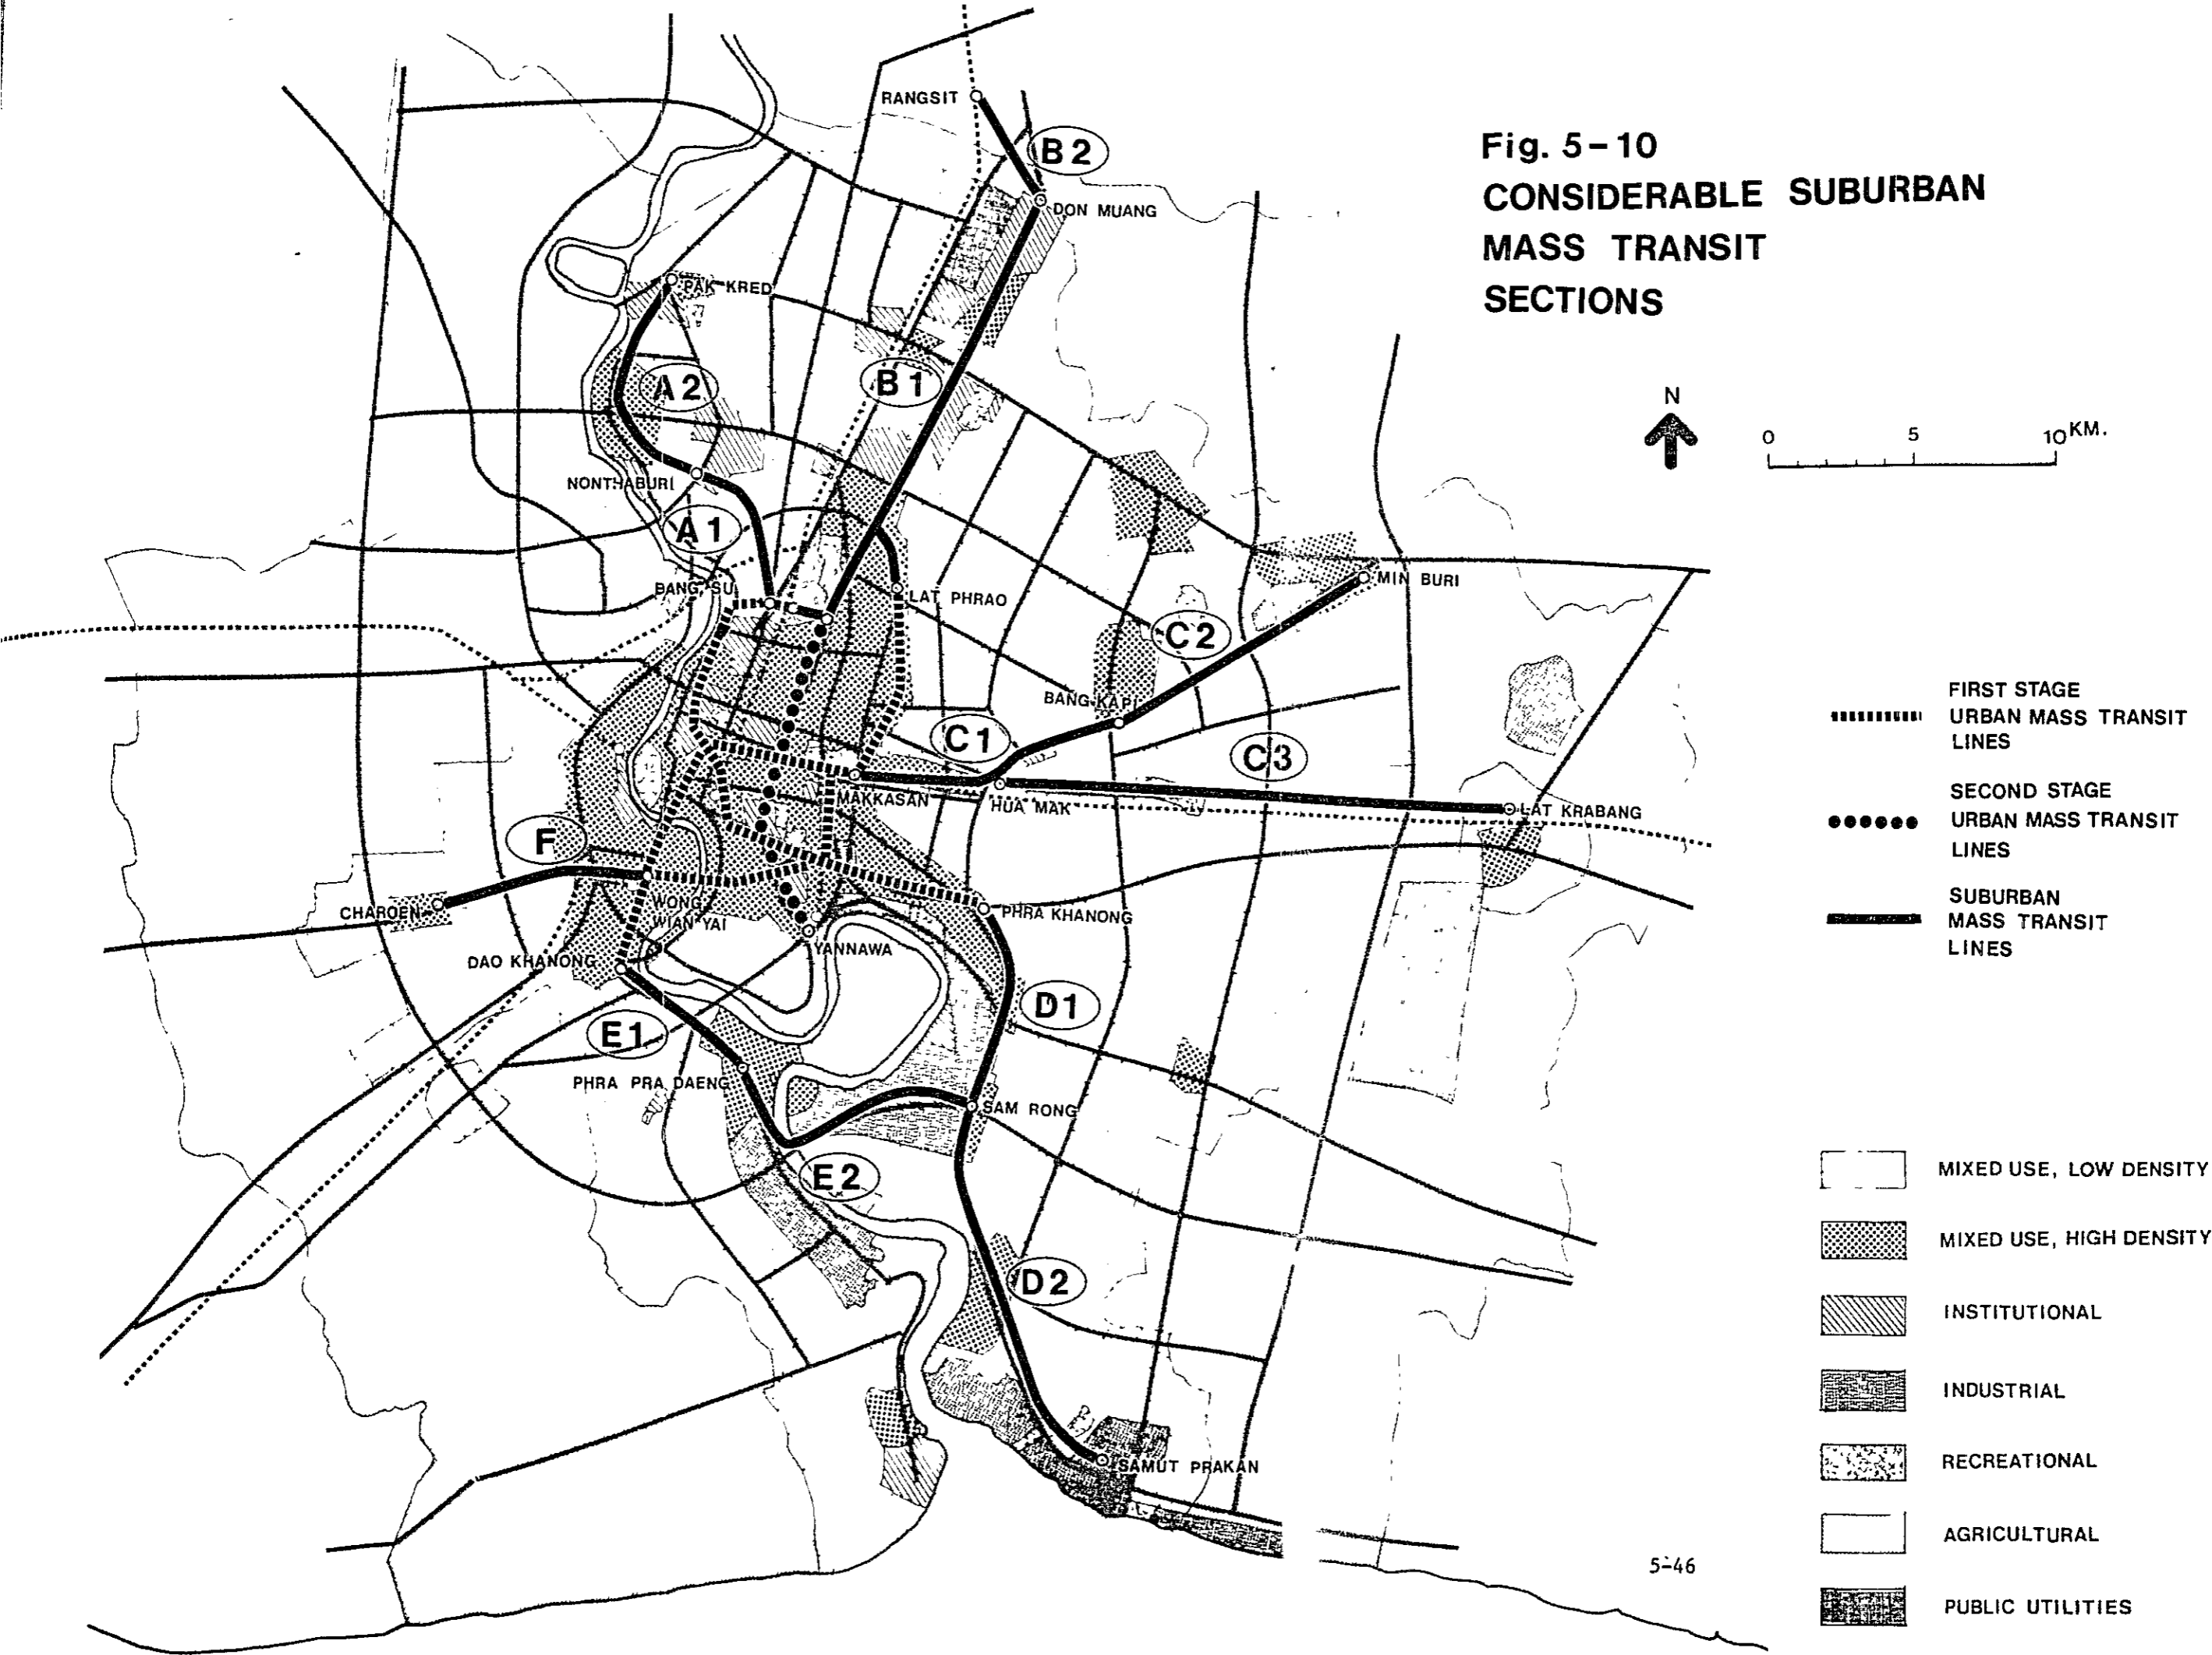 Fig. 5-10
CONSIDERABLE SUBURBAN
MASS TRANSIT
SECTIONS
N
0 5 10 KM.
RANGSIT
B2
DON MUANG
PAK KRED
A2
B1
NONTHABURI
A1
BANG SU
LAT PHRAO
MIN BURI
C2
BANG KAPI
C1
C3
MAKKASAN
HUA MAK
LAT KRABANG
F
CHAROEN
WONG
WIAN YAI
PHRA KHANONG
YANNAWA
DAO KHANONG
D1
E1
PHRA PRA DAENG
SAM RONG
E2
D2
SAMUT PRAKAN
FIRST STAGE
URBAN MASS TRANSIT
LINES
SECOND STAGE
URBAN MASS TRANSIT
LINES
SUBURBAN
MASS TRANSIT
LINES
MIXED USE, LOW DENSITY
MIXED USE, HIGH DENSITY
INSTITUTIONAL
INDUSTRIAL
RECREATIONAL
AGRICULTURAL
PUBLIC UTILITIES
5-46